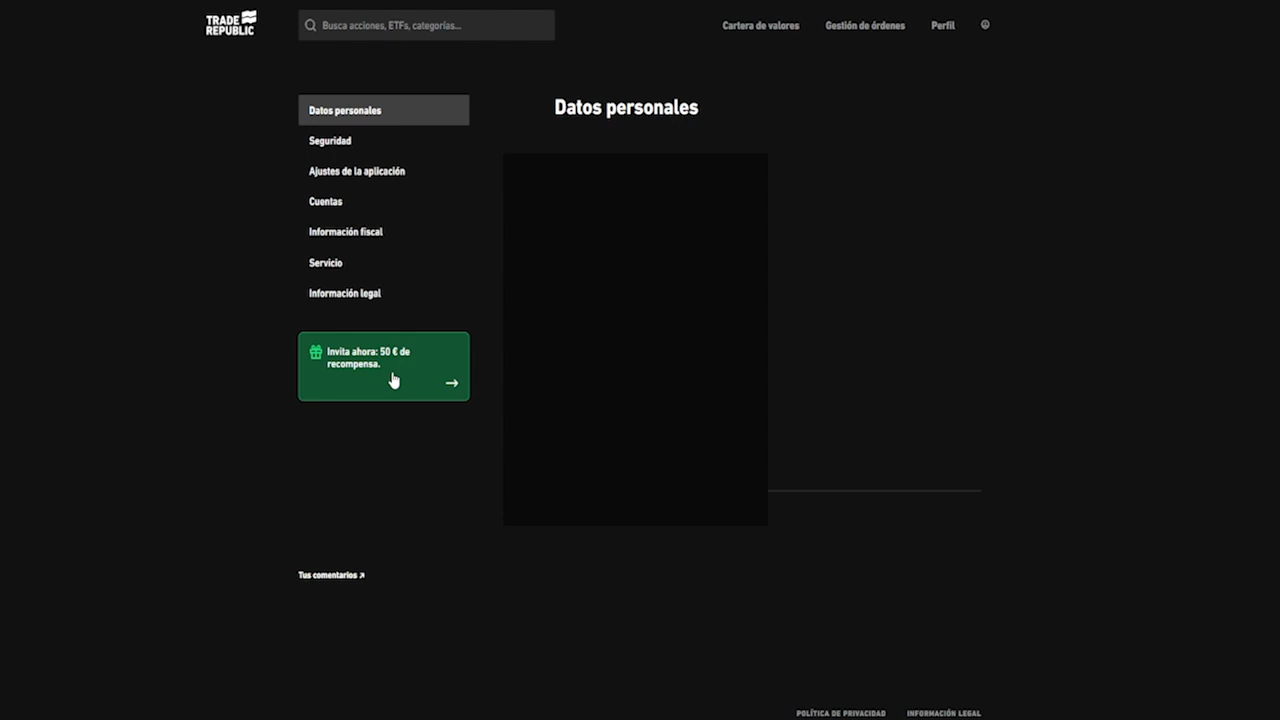 TRADE
REPUBLIC
Busca acciones, ETFs, categorías...
Cartera de valores
Gestión de órdenes
Perfil
Datos personales
Seguridad
Ajustes de la aplicación
Cuentas
Información fiscal
Servicio
Información legal
Invita ahora: 50 € de
recompensa.
Tus comentarios
Datos personales
POLÍTICA DE PRIVACIDAD
INFORMACIÓN LEGAL